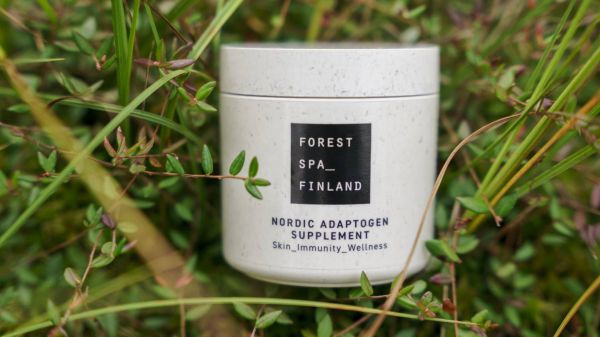 FOREST
SPA_
FINLAND
NORDIC ADAPTOGEN
SUPPLEMENT
Skin_Immunity_Wellness